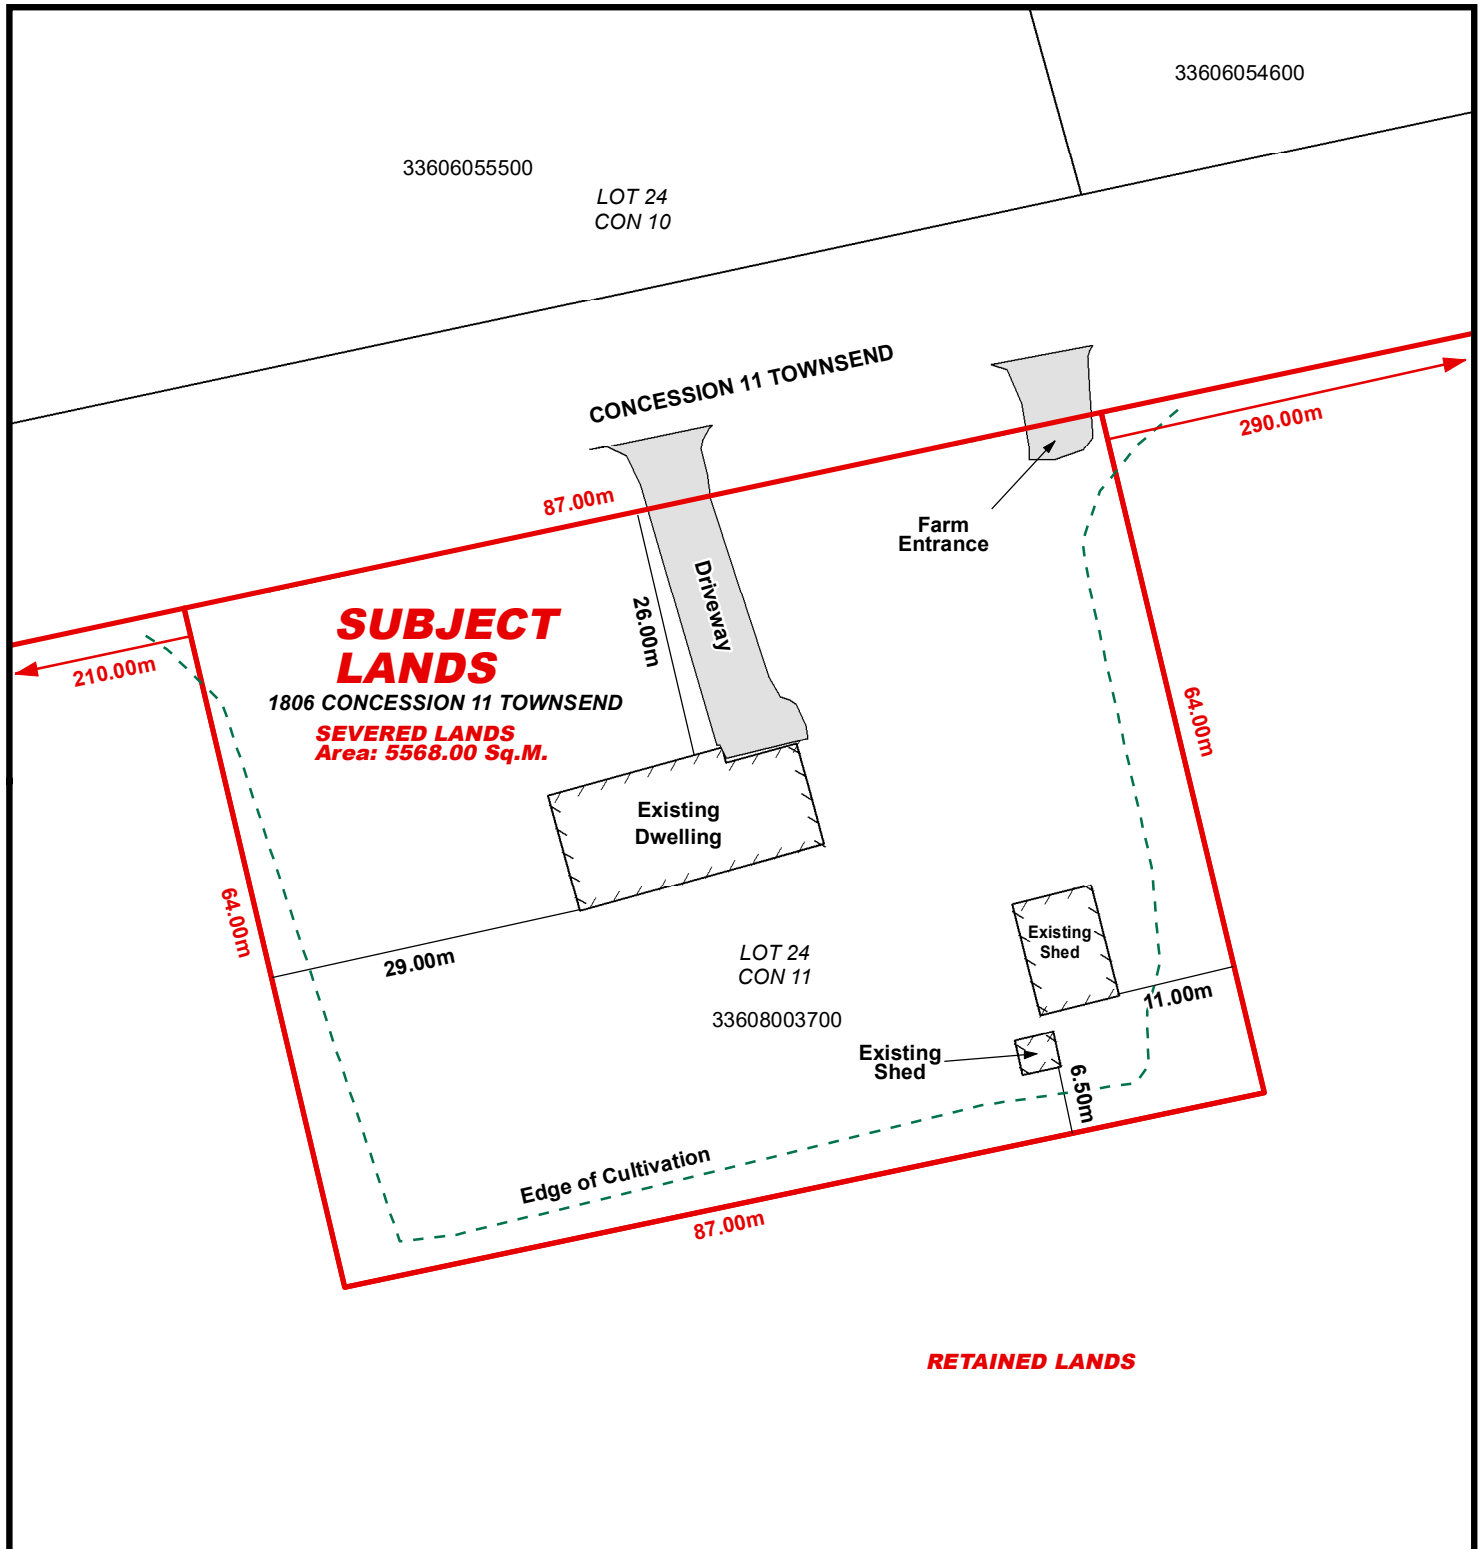 33606054600
33606055500
LOT 24
CON 10
CONCESSION 11 TOWNSEND
290.00m
87.00m
Farm
Entrance
Driveway
26.00m
SUBJECT
LANDS
210.00m
1806 CONCESSION 11 TOWNSEND
SEVERED LANDS
Area: 5568.00 Sq.M.
64.00m
Existing
Dwelling
64.00m
29.00m
LOT 24
CON 11
Existing
Shed
11.00m
33608003700
Existing
Shed
6.50m
Edge of Cultivation
87.00m
RETAINED LANDS